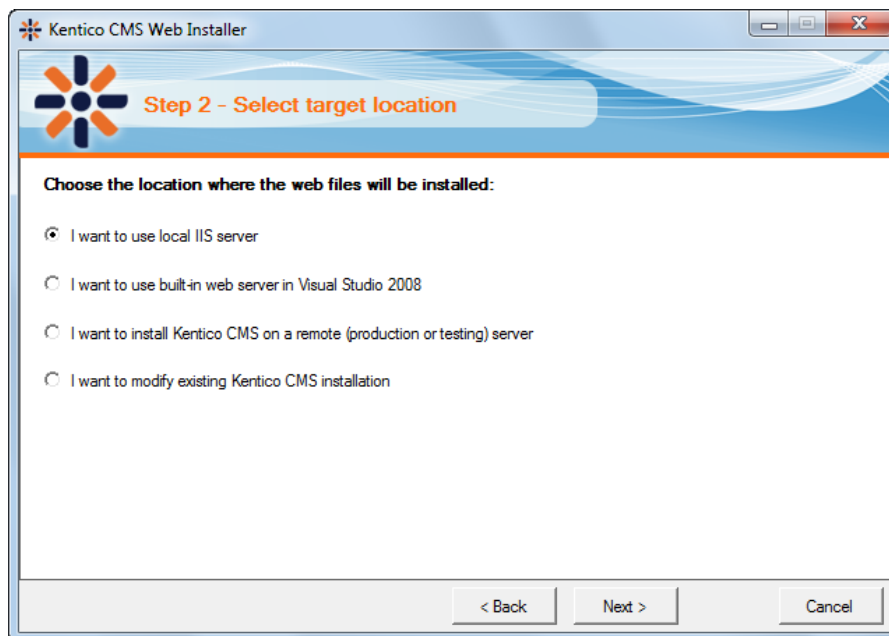 Kentico CMS Web Installer
Step 2 - Select target location
Choose the location where the web files will be installed:
I want to use local IIS server
I want to use built-in web server in Visual Studio 2008
I want to install Kentico CMS on a remote (production or testing) server
I want to modify existing Kentico CMS installation
< Back Next > Cancel